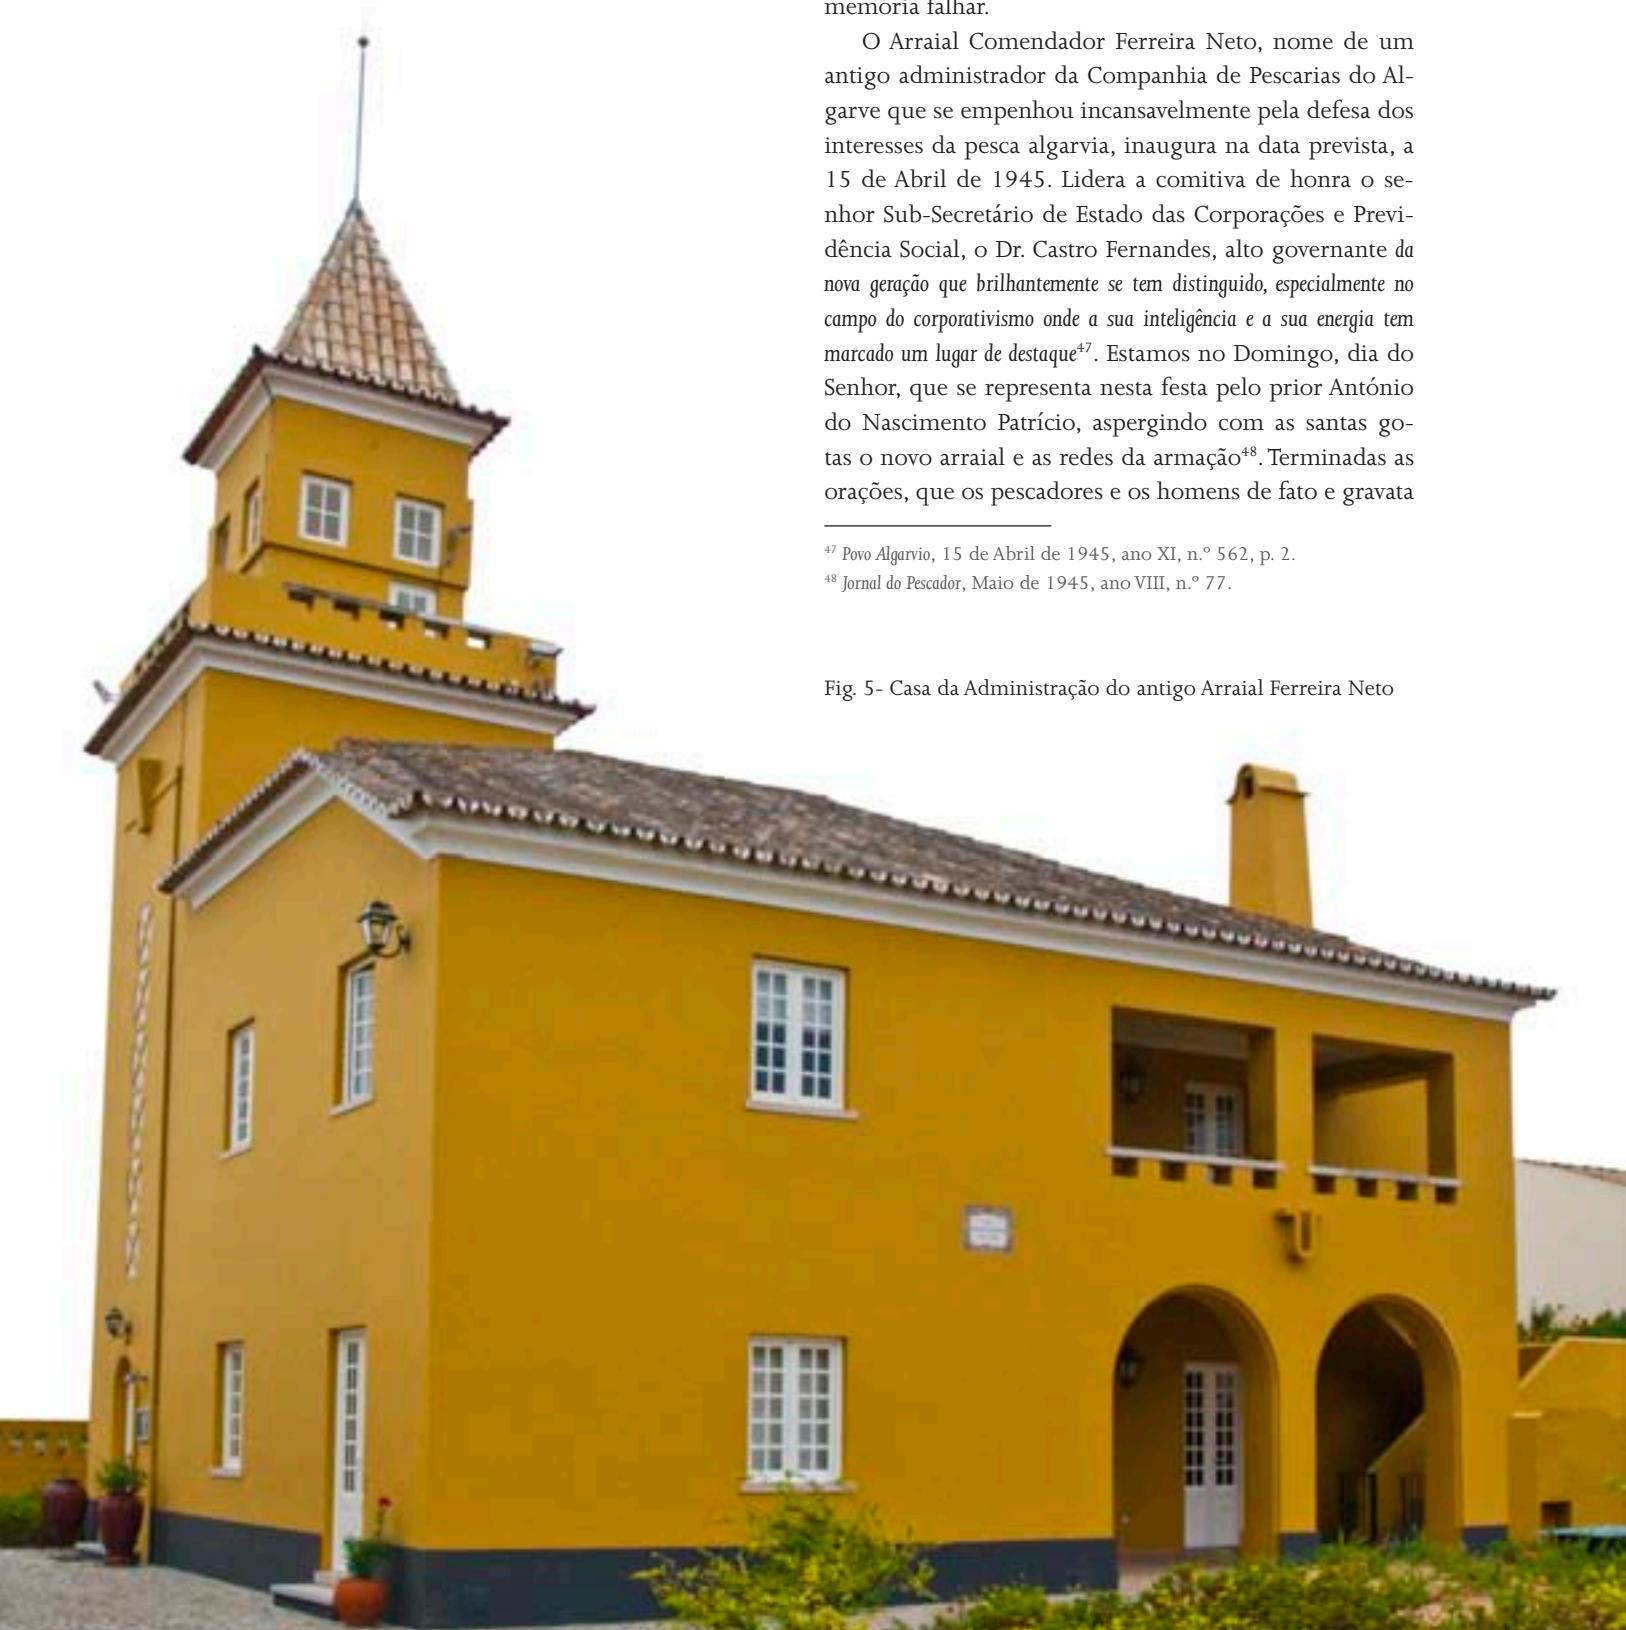 memória falhar.
O Arraial Comendador Ferreira Neto, nome de um
antigo administrador da Companhia de Pescarias do Al-
garve que se empenhou incansavelmente pela defesa dos
interesses da pesca algarvia, inaugura na data prevista, a
15 de Abril de 1945. Lidera a comitiva de honra o se-
nhor Sub-Secretário de Estado das Corporações e Previ-
dência Social, o Dr. Castro Fernandes, alto governante da
nova geração que brilhantemente se tem distinguido, especialmente no
campo do corporativismo onde a sua inteligência e a sua energia tem
marcado um lugar de destaque⁴⁷. Estamos no Domingo, dia do
Senhor, que se representa nesta festa pelo prior António
do Nascimento Patrício, aspergindo com as santas go-
tas o novo arraial e as redes da armação⁴⁸. Terminadas as
orações, que os pescadores e os homens de fato e gravata
⁴⁷ Povo Algarvio, 15 de Abril de 1945, ano XI, n.º 562, p. 2.
⁴⁸ Jornal do Pescador, Maio de 1945, ano VIII, n.º 77.
Fig. 5- Casa da Administração do antigo Arraial Ferreira Neto